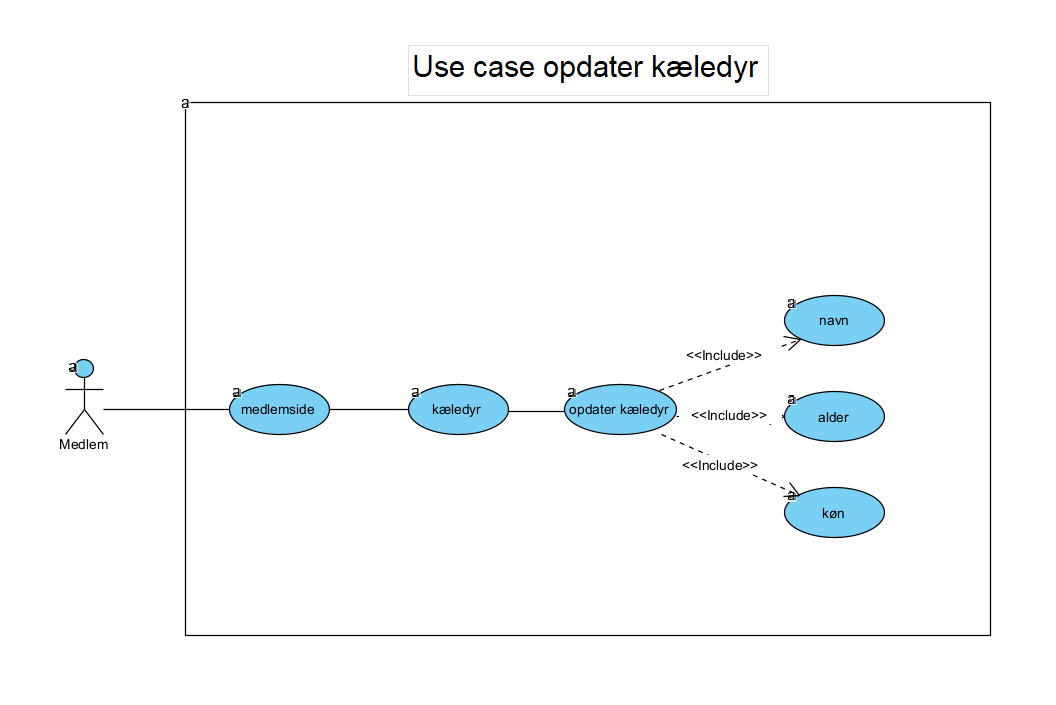 Use case opdater kæledyr
a
a
navn
<<Include>>
a
Medlem
a
medlemside
a
kæledyr
a
opdater kæledyr
<<Include>>
a
alder
<<Include>>
a
køn